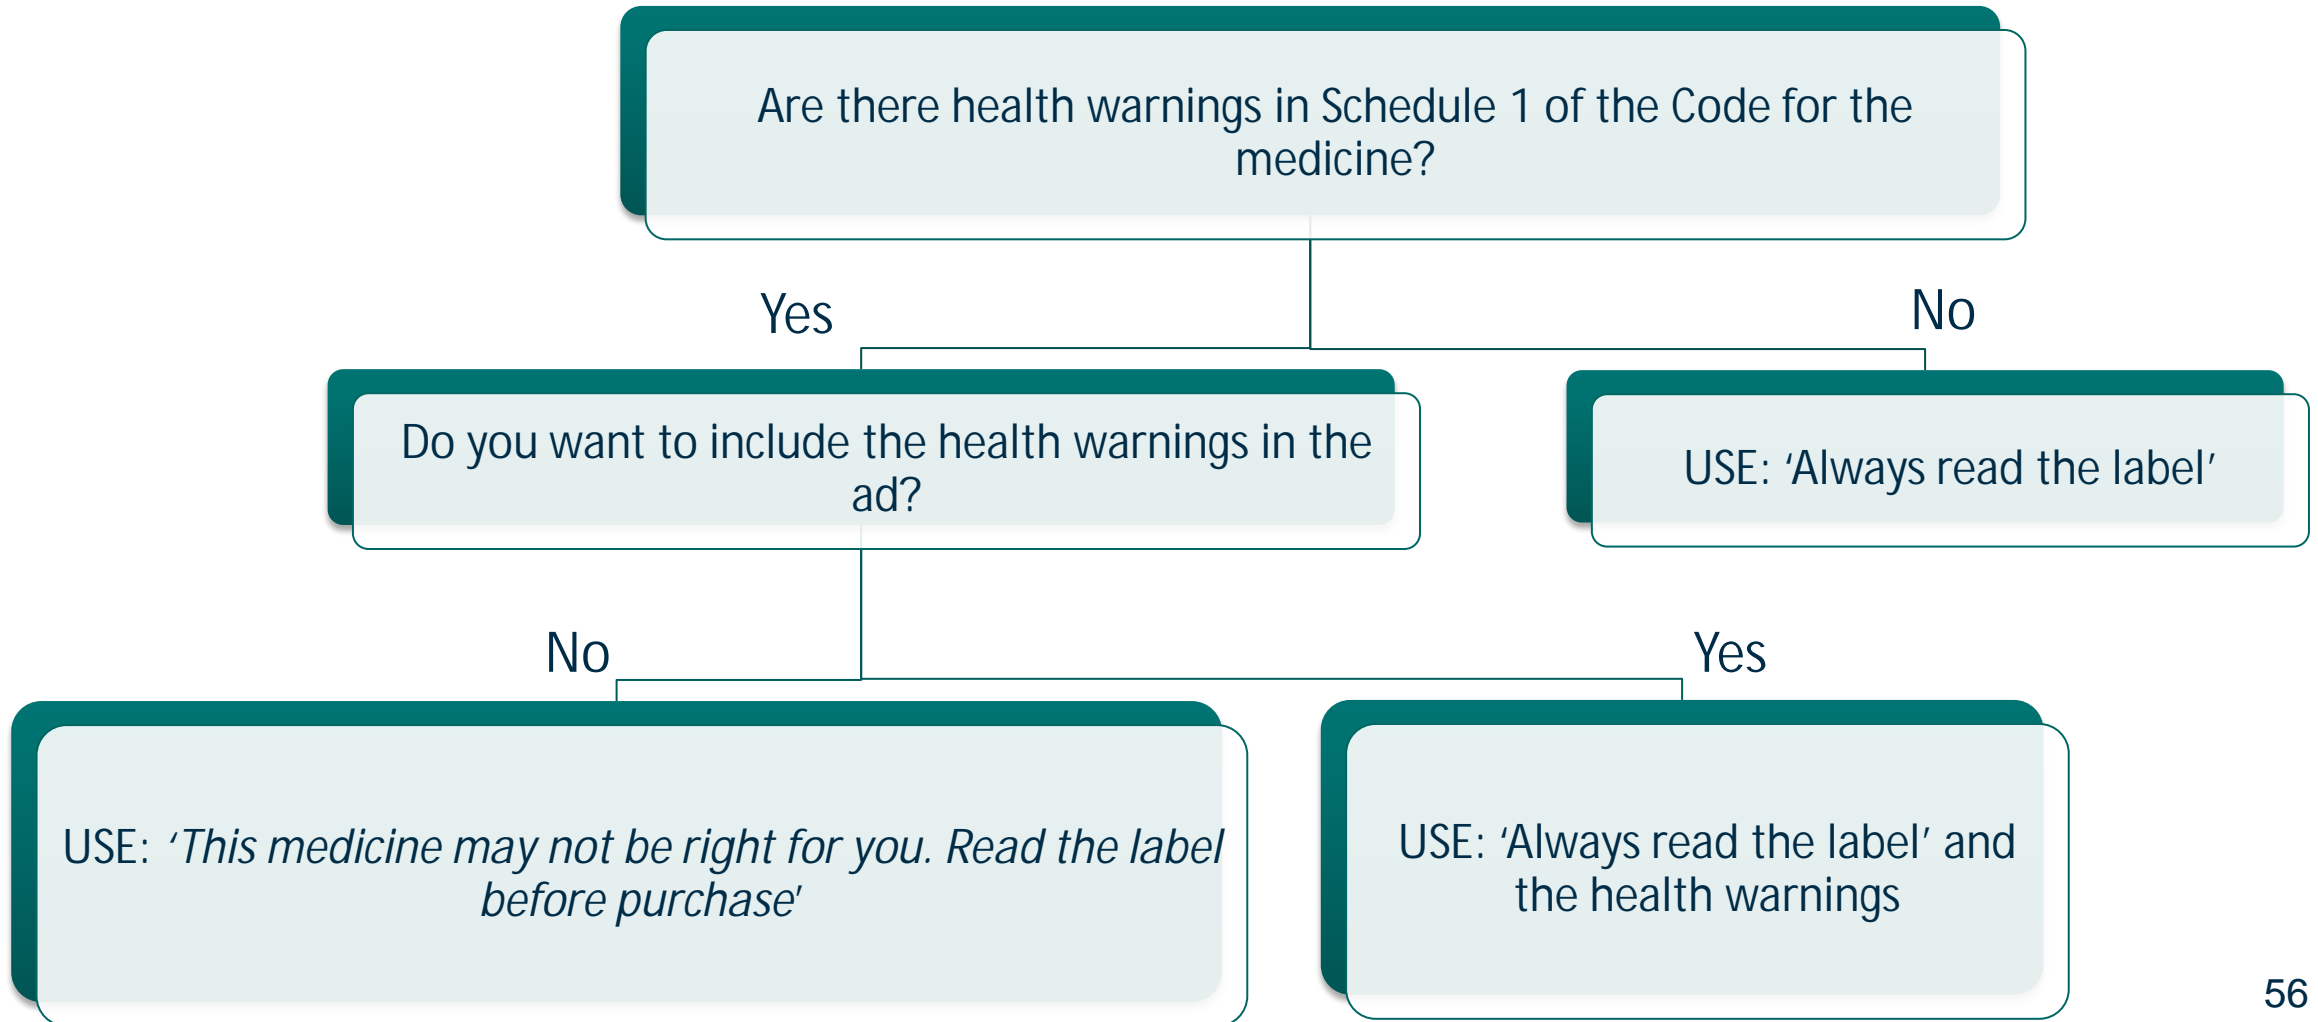 Are there health warnings in Schedule 1 of the Code for the
medicine?
Yes
No
Do you want to include the health warnings in the
ad?
USE: ‘Always read the label’
No
Yes
USE: ‘This medicine may not be right for you. Read the label
before purchase’
USE: ‘Always read the label’ and
the health warnings
56